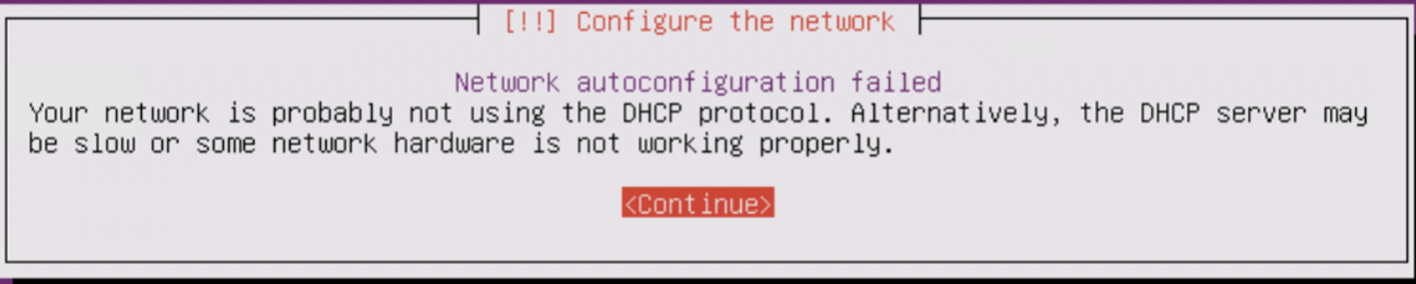 [!!] Configure the network
Network autoconfiguration failed
Your network is probably not using the DHCP protocol. Alternatively, the DHCP server may
be slow or some network hardware is not working properly.
<Continue>